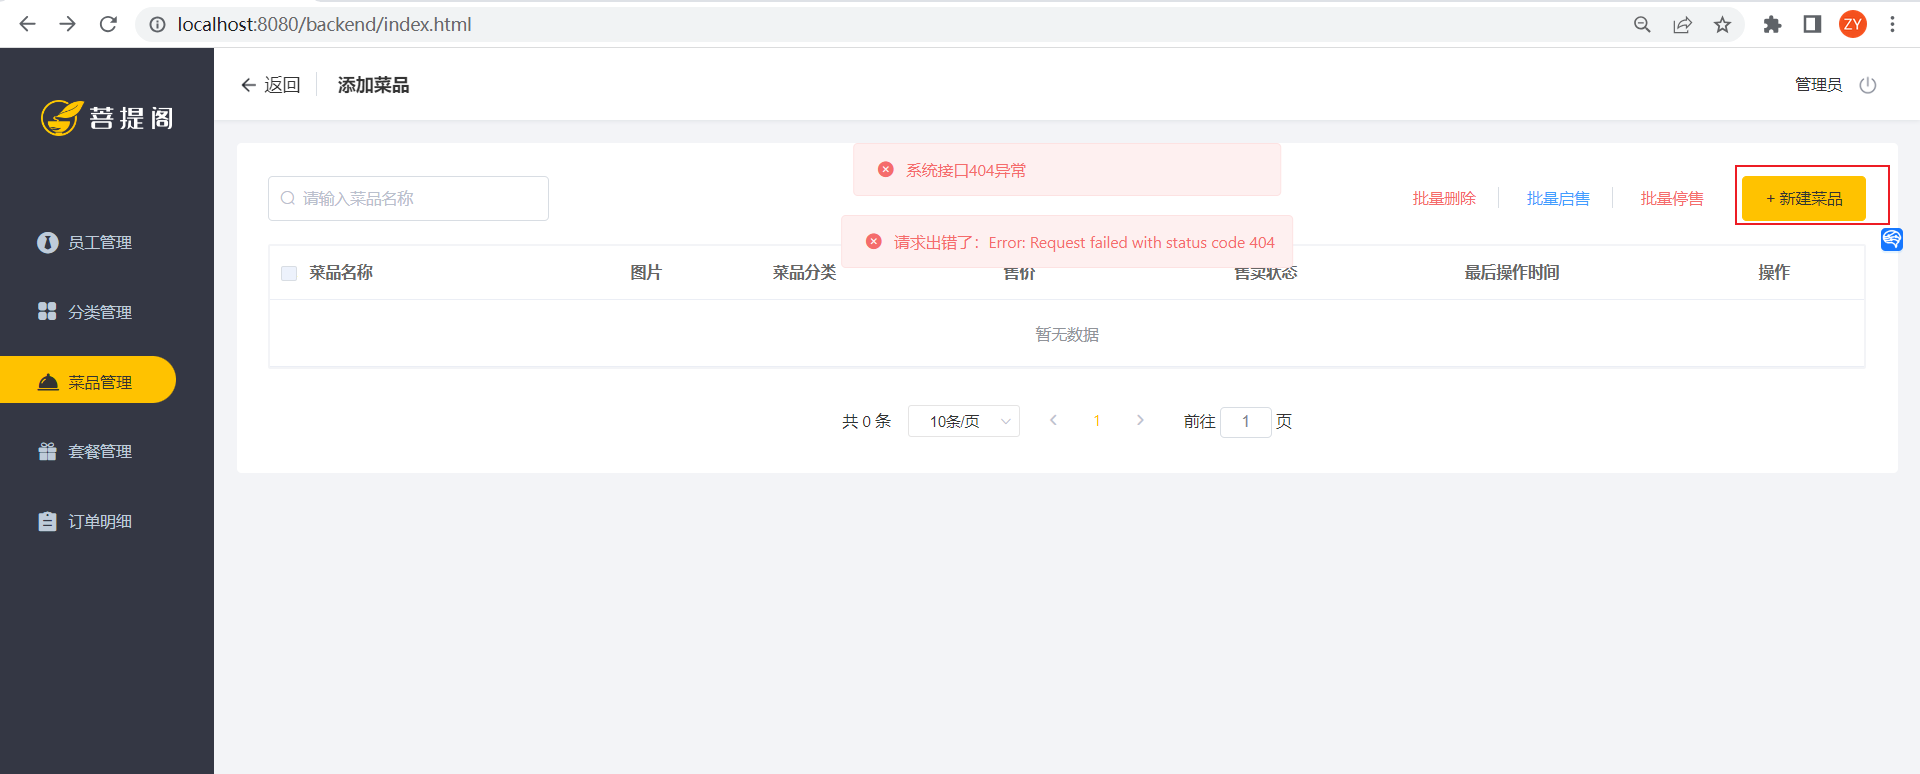 localhost:8080/backend/index.html
ZY
菩提阁
返回
添加菜品
管理员
系统接口404异常
请输入菜品名称
批量删除
批量启售
批量停售
+ 新建菜品
请求出错了：Error: Request failed with status code 404
员工管理
分类管理
菜品管理
套餐管理
订单明细
菜品名称
图片
菜品分类
售价
售卖状态
最后操作时间
操作
暂无数据
共 0 条
10条/页
1
前往
1
页